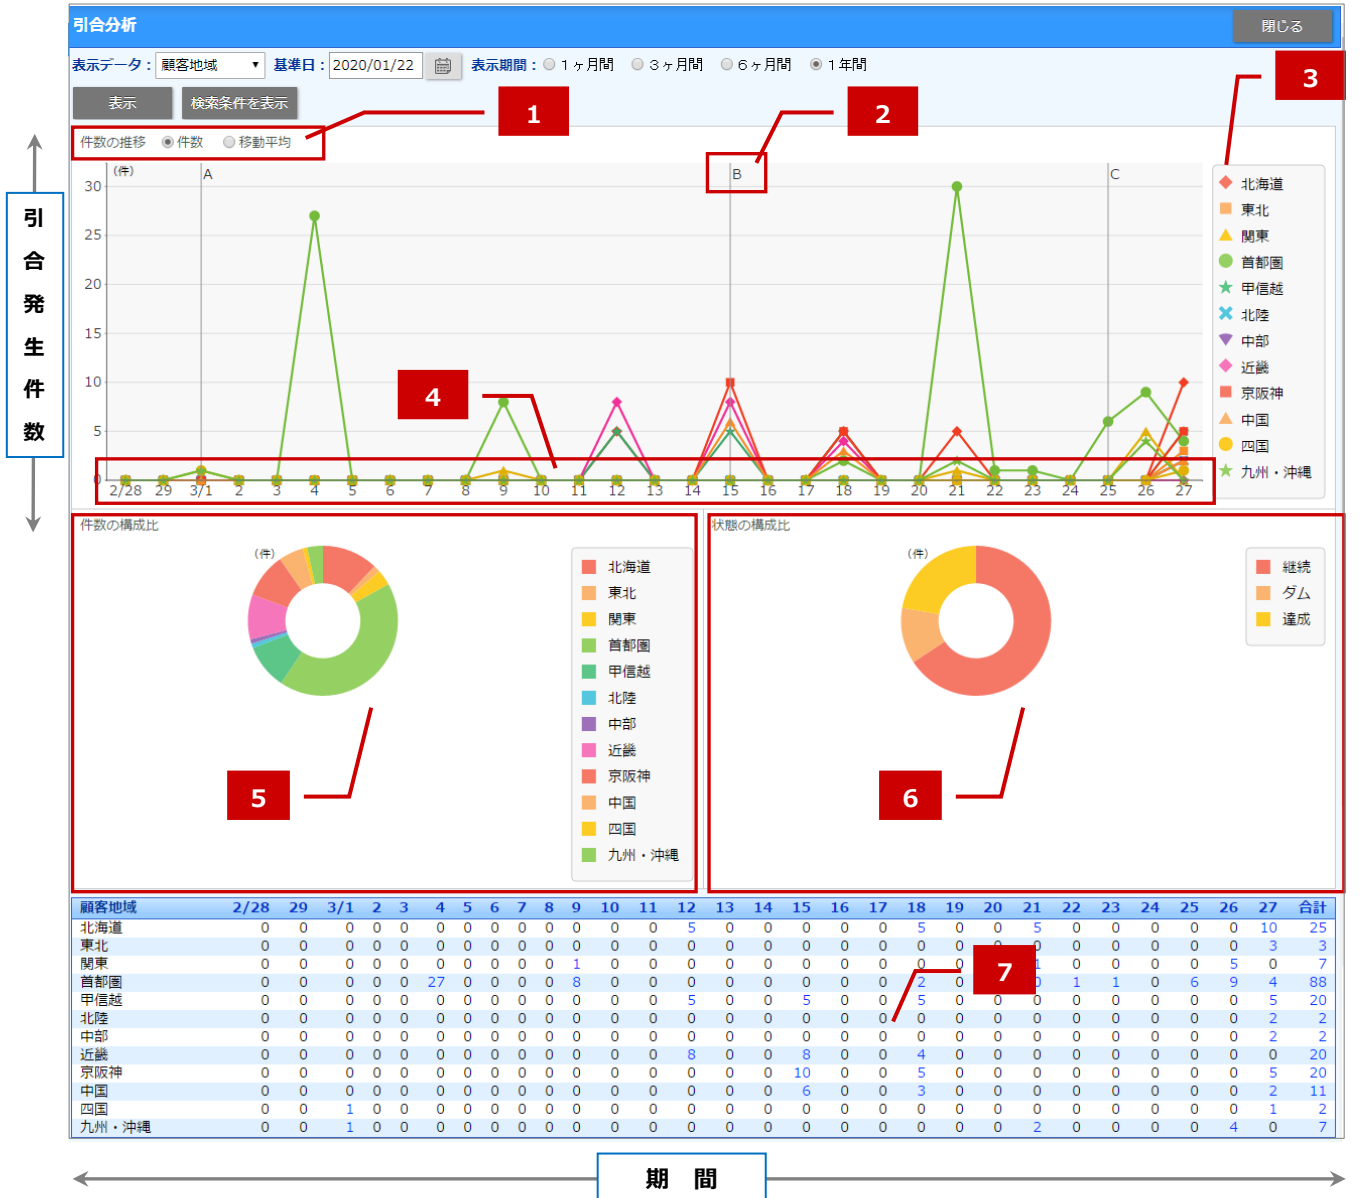 引合分析
閉じる
表示データ： 顧客地域 ▼ 基準日： 2020/01/22 表示期間： 1ヶ月間 3ヶ月間 6ヶ月間 1年間
表示 検索条件を表示
1
2
3
件数の推移 件数 移動平均
(件)
A
B
C
30
25
20
15
10
5
0
2/28 29 3/1 2 3 4 5 6 7 8 9 10 11 12 13 14 15 16 17 18 19 20 21 22 23 24 25 26 27
4
北海道
東北
関東
首都圏
甲信越
北陸
中部
近畿
京阪神
中国
四国
九州・沖縄
引合発生件数
件数の構成比
(件)
北海道
東北
関東
首都圏
甲信越
北陸
中部
近畿
京阪神
中国
四国
九州・沖縄
5
状態の構成比
(件)
継続
ダム
達成
6
顧客地域 2/28 29 3/1 2 3 4 5 6 7 8 9 10 11 12 13 14 15 16 17 18 19 20 21 22 23 24 25 26 27 合計
北海道 0 0 0 0 0 0 0 0 0 0 0 0 0 5 0 0 0 0 0 5 0 0 5 0 0 0 0 0 10 25
東北 0 0 0 0 0 0 0 0 0 0 0 0 0 0 0 0 0 0 0 0 0 0 0 0 0 0 0 0 3 3
関東 0 0 0 0 0 0 0 0 0 0 1 0 0 0 0 0 0 0 0 0 0 1 0 0 0 0 5 0 7
首都圏 0 0 0 0 0 27 0 0 0 0 8 0 0 0 0 0 0 0 0 2 0 0 1 1 0 6 9 4 88
甲信越 0 0 0 0 0 0 0 0 0 0 0 0 0 5 0 0 5 0 0 5 0 0 0 0 0 0 0 0 5 20
北陸 0 0 0 0 0 0 0 0 0 0 0 0 0 0 0 0 0 0 0 0 0 0 0 0 0 0 0 0 2 2
中部 0 0 0 0 0 0 0 0 0 0 0 0 0 0 0 0 0 0 0 0 0 0 0 0 0 0 0 0 2 2
近畿 0 0 0 0 0 0 0 0 0 0 0 0 0 8 0 0 8 0 0 4 0 0 0 0 0 0 0 0 0 20
京阪神 0 0 0 0 0 0 0 0 0 0 0 0 0 0 0 0 10 0 0 5 0 0 0 0 0 0 0 0 5 20
中国 0 0 0 0 0 0 0 0 0 0 0 0 0 0 0 0 6 0 0 3 0 0 0 0 0 0 0 0 2 11
四国 0 0 1 0 0 0 0 0 0 0 0 0 0 0 0 0 0 0 0 0 0 0 0 0 0 0 0 0 1 2
九州・沖縄 0 0 1 0 0 0 0 0 0 0 0 0 0 0 0 0 0 0 0 0 0 0 2 0 0 0 0 4 0 7
7
期 間